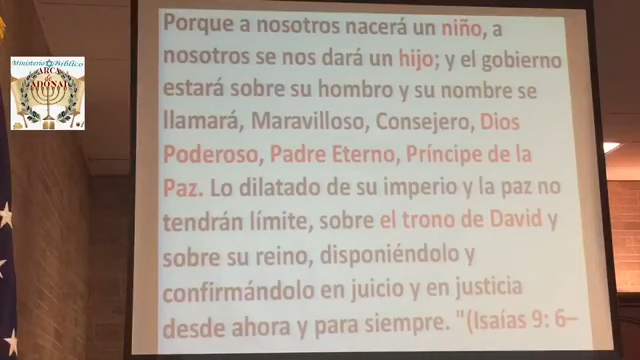 Ministerio Bíblico
ARCA
de
ADONAI
Porque a nosotros nacerá un niño, a
nosotros se nos dará un hijo; y el gobierno
estará sobre su hombro y su nombre se
llamará, Maravilloso, Consejero, Dios
Poderoso, Padre Eterno, Príncipe de la
Paz. Lo dilatado de su imperio y la paz no
tendrán límite, sobre el trono de David y
sobre su reino, disponiéndolo y
confirmándolo en juicio y en justicia
desde ahora y para siempre. "(Isaías 9: 6–